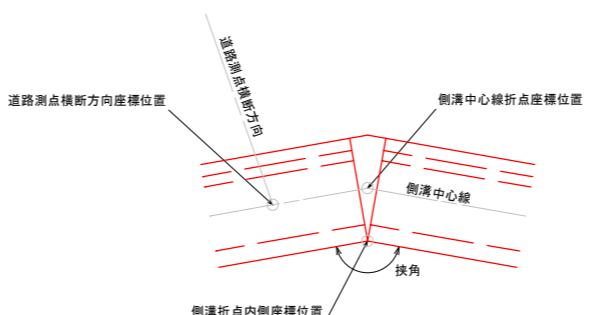 道路測点横断方向
道路測点横断方向座標位置
側溝中心線折点座標位置
側溝中心線
挟角
側溝折点内側座標位置